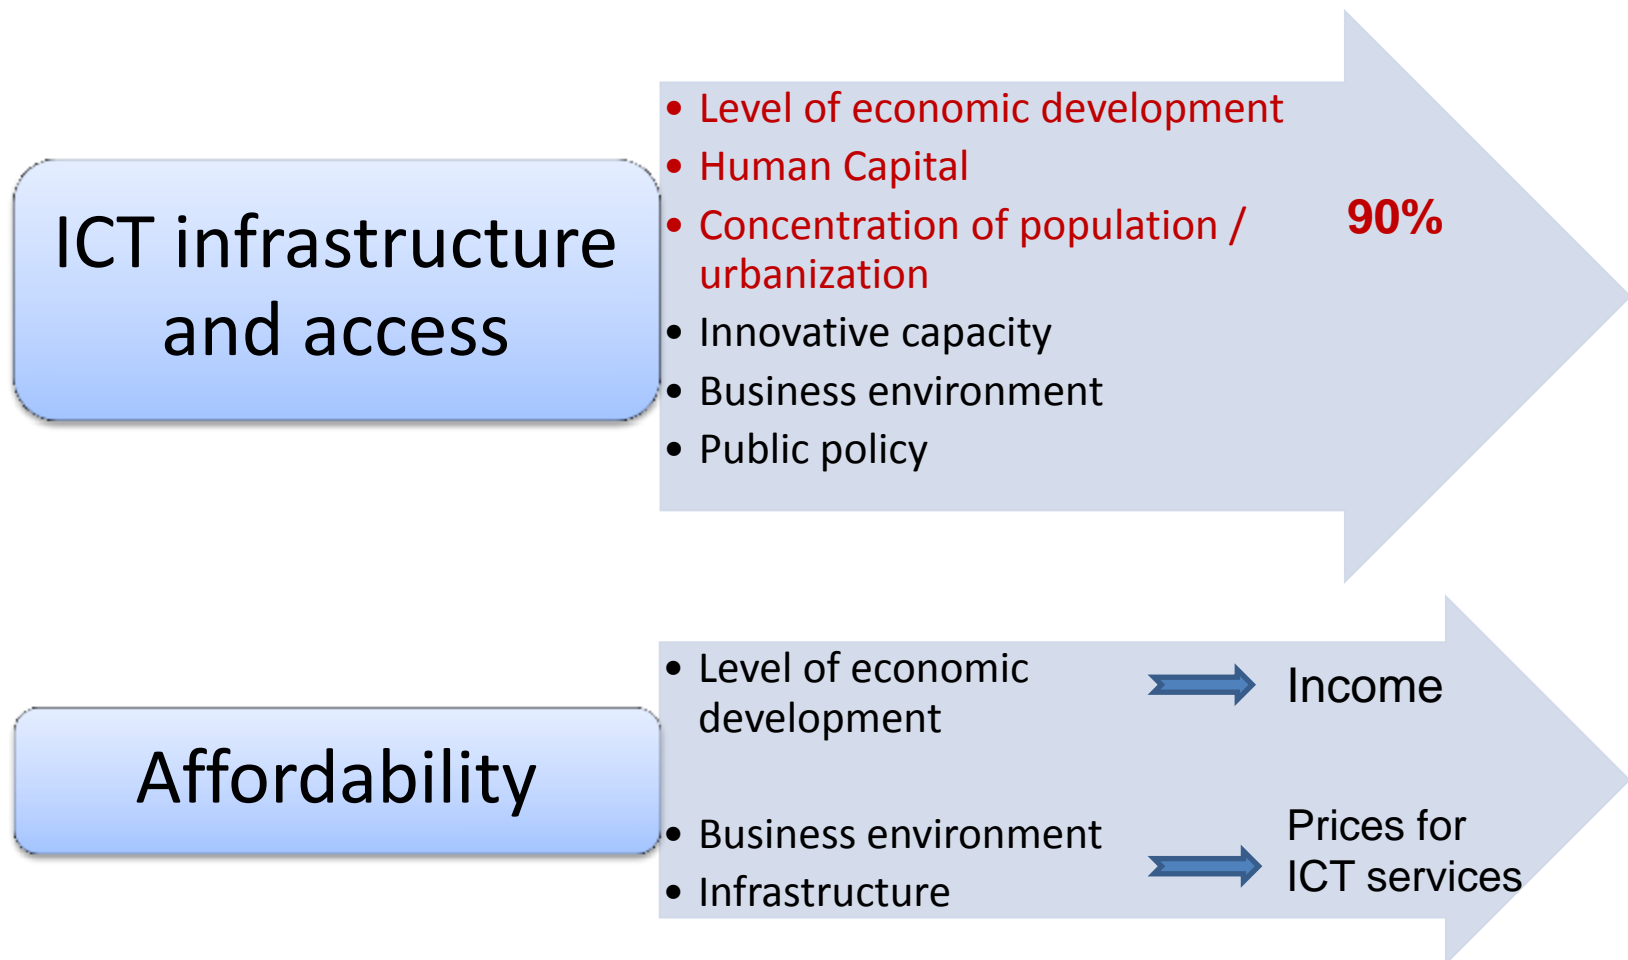 ICT infrastructure
and access
• Level of economic development
• Human Capital
• Concentration of population /
urbanization
• Innovative capacity
• Business environment
• Public policy
90%
Affordability
• Level of economic
development
Income
• Business environment
• Infrastructure
Prices for
ICT services